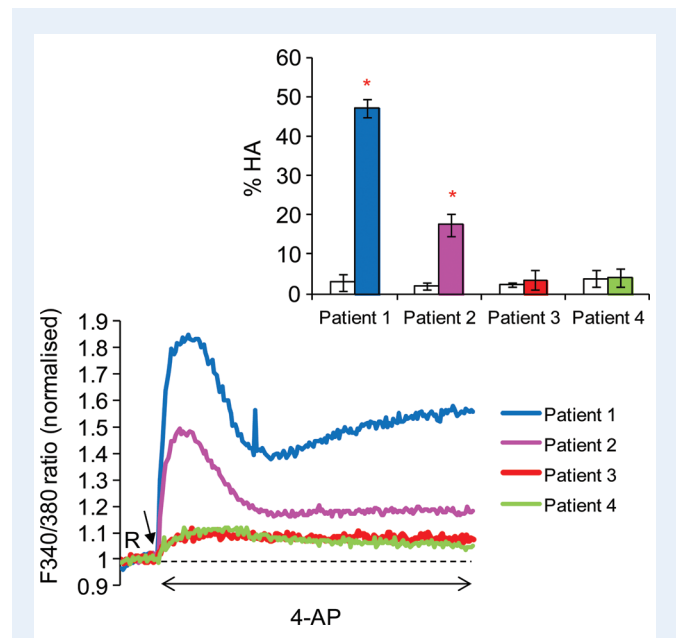 60
50
40
30
20
10
0
% HA
*
*
Patient 1
Patient 2
Patient 3
Patient 4
1.9
1.8
1.7
1.6
1.5
1.4
1.3
1.2
1.1
1
0.9
F340/380 ratio (normalised)
R
4-AP
Patient 1
Patient 2
Patient 3
Patient 4